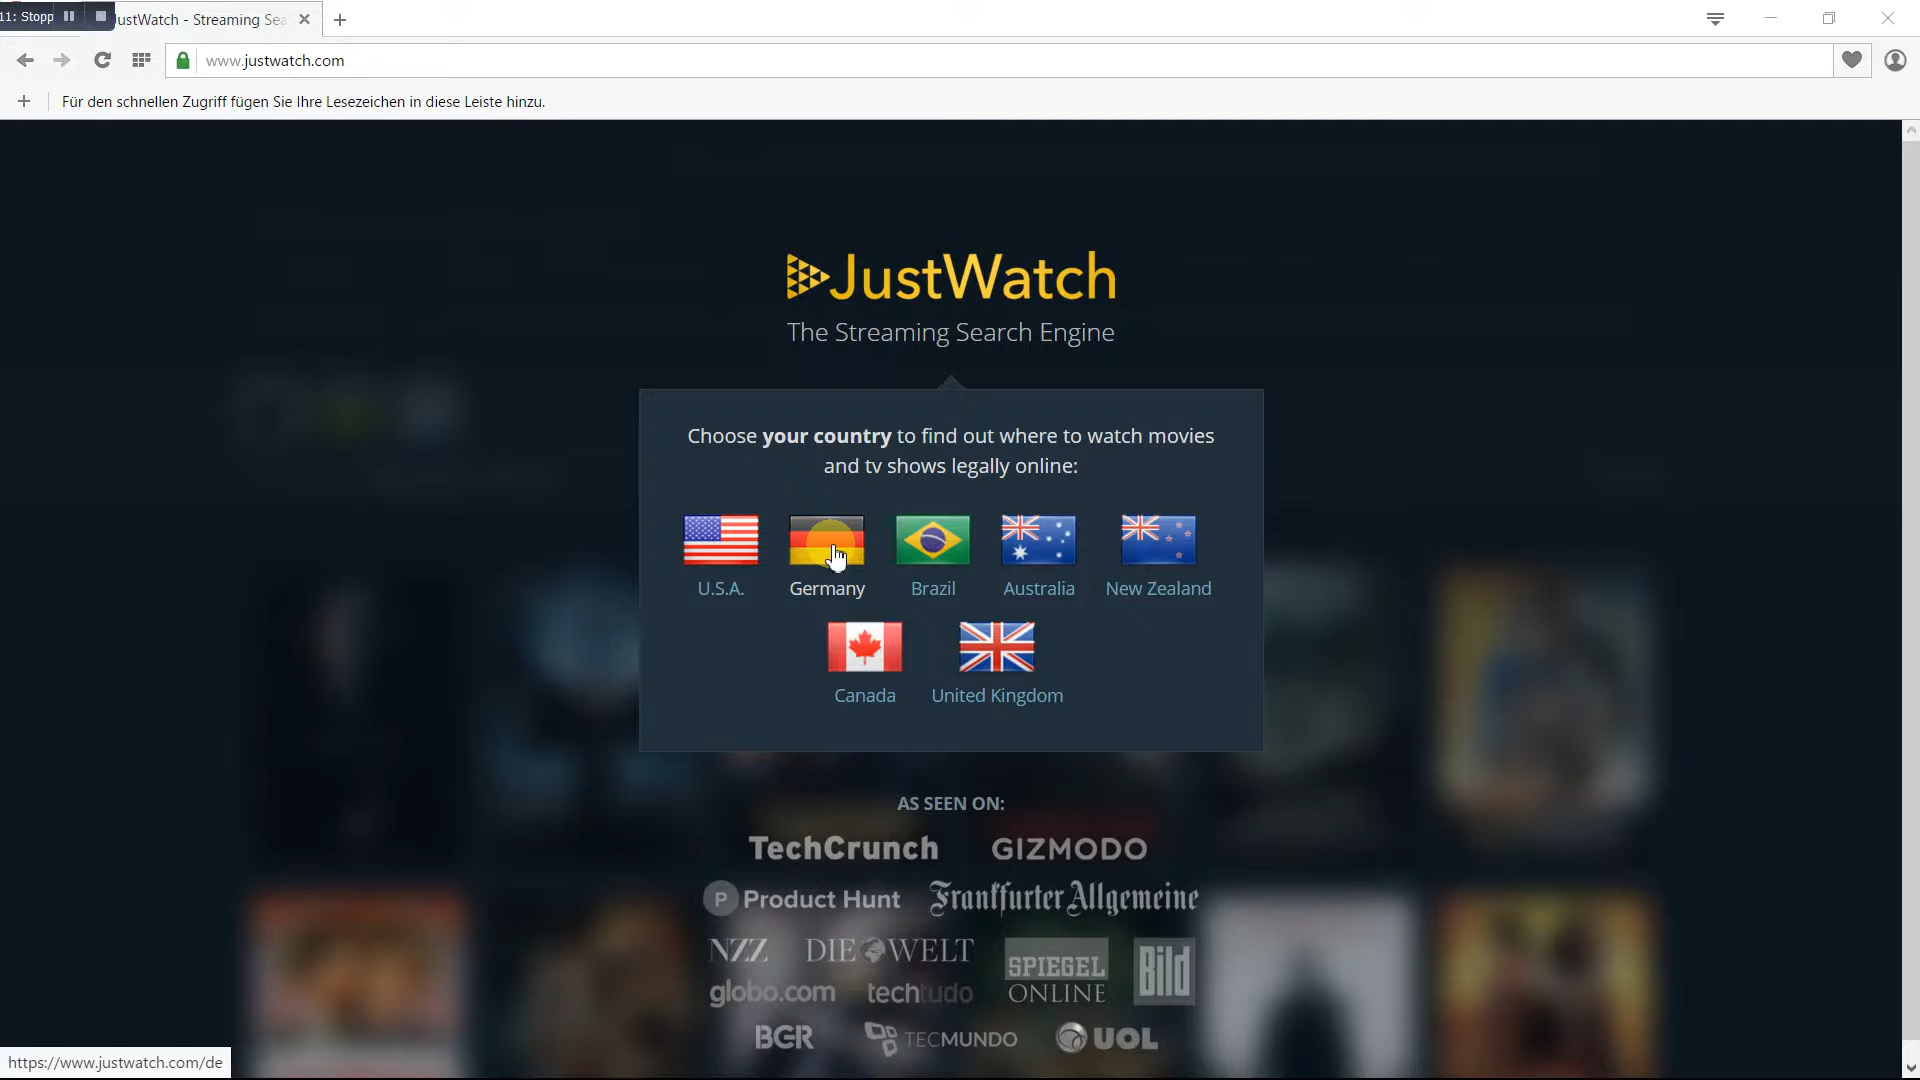 11: Stopp
ustWatch - Streaming Sea
www.justwatch.com
Für den schnellen Zugriff fügen Sie Ihre Lesezeichen in diese Leiste hinzu.
JustWatch
The Streaming Search Engine
Choose your country to find out where to watch movies
and tv shows legally online:
U.S.A. Germany Brazil Australia New Zealand
Canada United Kingdom
AS SEEN ON:
TechCrunch GIZMODO
P Product Hunt Frankfurter Allgemeine
NZZ DIE WELT SPIEGEL ONLINE Bild
globo.com techtudo
BGR TECMUNDO UOL
https://www.justwatch.com/de